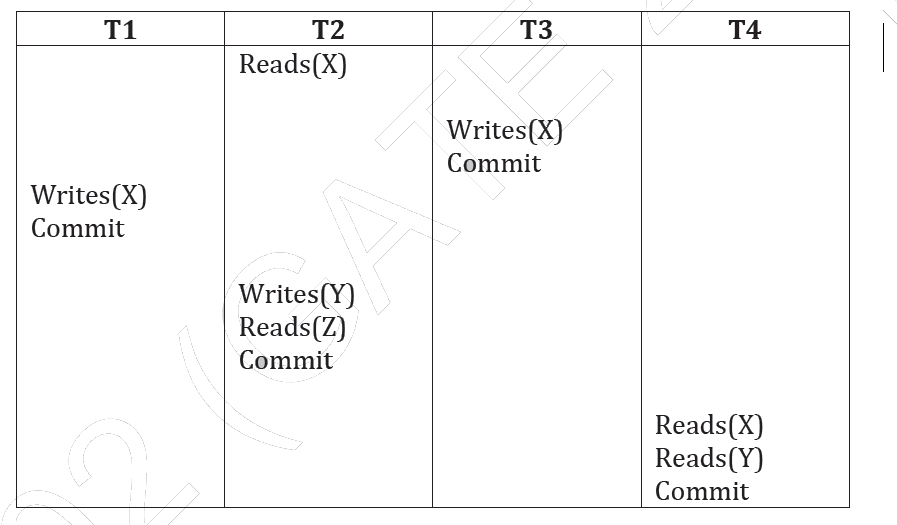 T1 T2 T3 T4
Reads(X)
Writes(X)
Commit
Writes(X)
Commit
Writes(Y)
Reads(Z)
Commit
Reads(X)
Reads(Y)
Commit